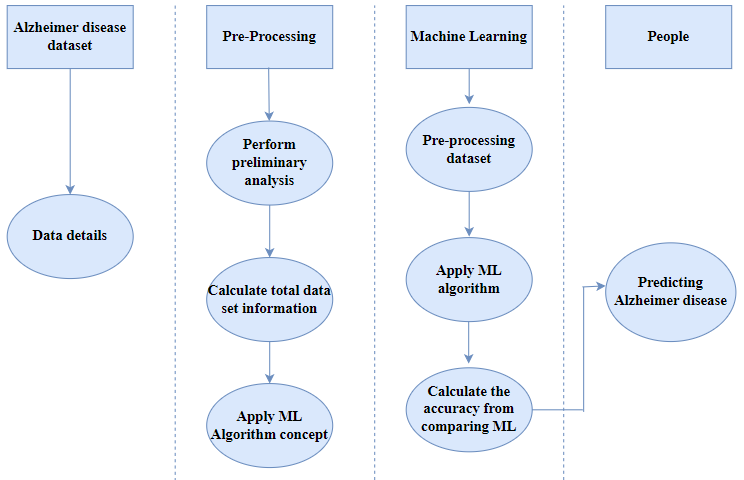 Alzheimer disease
dataset
Data details
Pre-Processing
Perform
preliminary
analysis
Calculate total data
set information
Apply ML
Algorithm concept
Machine Learning
Pre-processing
dataset
Apply ML
algorithm
Calculate the
accuracy from
comparing ML
People
Predicting
Alzheimer disease